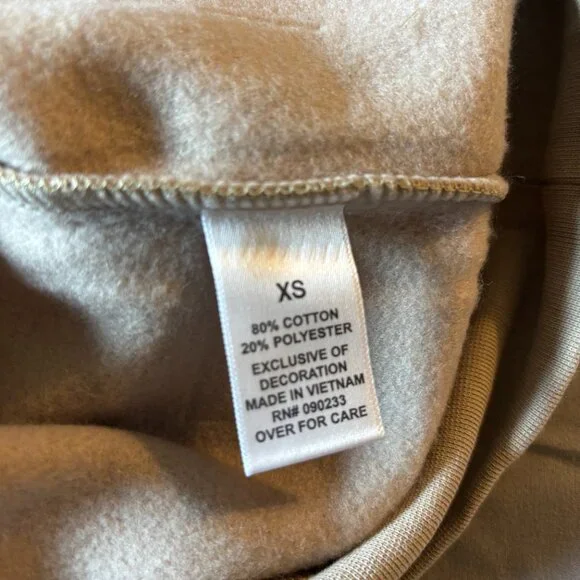 XS
80% COTTON
20% POLYESTER
EXCLUSIVE OF
DECORATION
MADE IN VIETNAM
RN# 090233
OVER FOR CARE